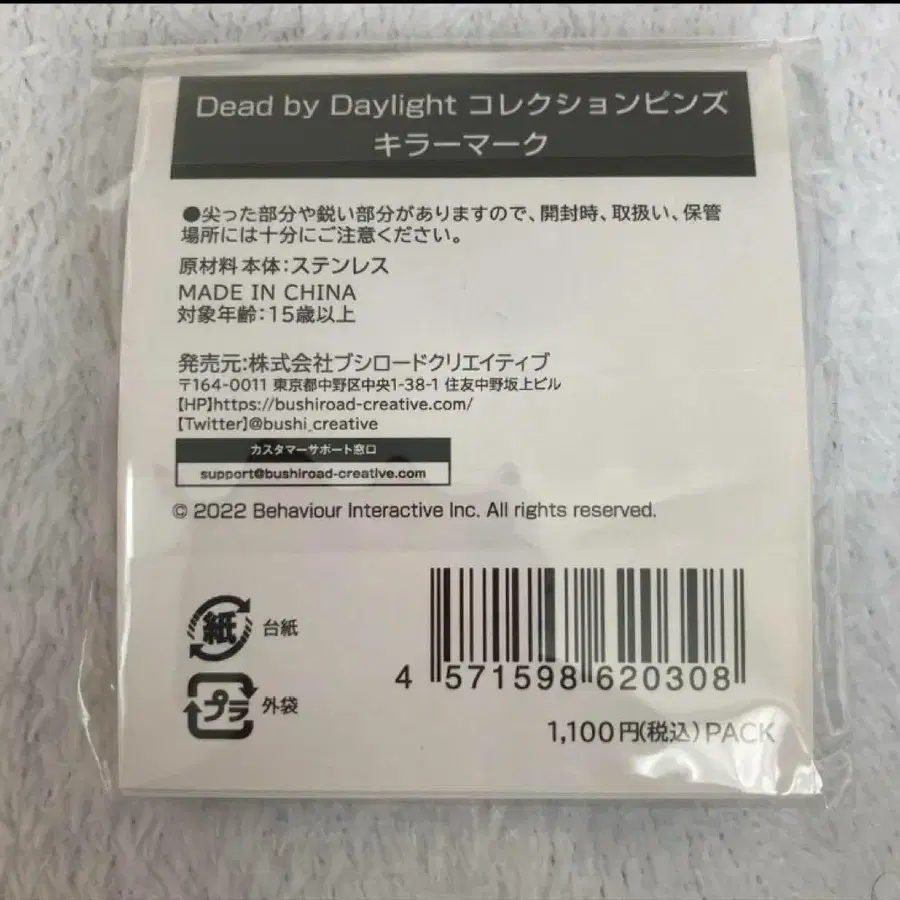 Dead by Daylight コレクションピンズ
キラーマーク
●尖った部分や鋭い部分がありますので、開封時、取扱い、保管
場所には十分にご注意ください。
原材料 本体：ステンレス
MADE IN CHINA
対象年齢：15歳以上
発売元:株式会社ブシロードクリエイティブ
〒164-0011 東京都中野区中央1-38-1 住友中野坂上ビル
【HP】https://bushiroad-creative.com/
【Twitter】@bushi_creative
カスタマーサポート窓口
support@bushiroad-creative.com
© 2022 Behaviour Interactive Inc. All rights reserved.
紙 台紙
プラ 外袋
4 571598 620308
1,100円(税込) PACK